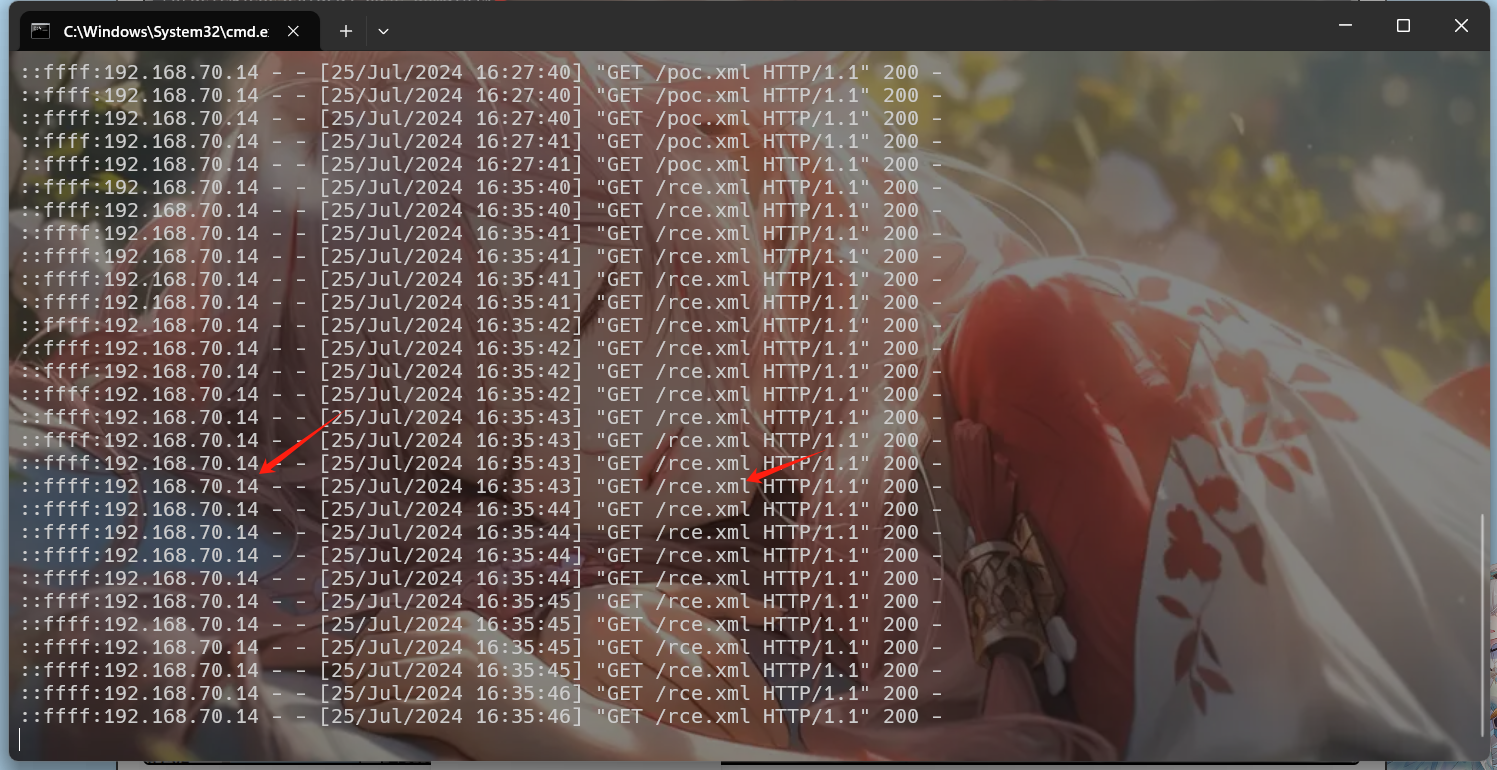 C:\Windows\System32\cmd.e
::ffff:192.168.70.14 - - [25/Jul/2024 16:27:40] "GET /poc.xml HTTP/1.1" 200 -
::ffff:192.168.70.14 - - [25/Jul/2024 16:27:40] "GET /poc.xml HTTP/1.1" 200 -
::ffff:192.168.70.14 - - [25/Jul/2024 16:27:40] "GET /poc.xml HTTP/1.1" 200 -
::ffff:192.168.70.14 - - [25/Jul/2024 16:27:41] "GET /poc.xml HTTP/1.1" 200 -
::ffff:192.168.70.14 - - [25/Jul/2024 16:27:41] "GET /poc.xml HTTP/1.1" 200 -
::ffff:192.168.70.14 - - [25/Jul/2024 16:35:40] "GET /rce.xml HTTP/1.1" 200 -
::ffff:192.168.70.14 - - [25/Jul/2024 16:35:40] "GET /rce.xml HTTP/1.1" 200 -
::ffff:192.168.70.14 - - [25/Jul/2024 16:35:41] "GET /rce.xml HTTP/1.1" 200 -
::ffff:192.168.70.14 - - [25/Jul/2024 16:35:41] "GET /rce.xml HTTP/1.1" 200 -
::ffff:192.168.70.14 - - [25/Jul/2024 16:35:41] "GET /rce.xml HTTP/1.1" 200 -
::ffff:192.168.70.14 - - [25/Jul/2024 16:35:41] "GET /rce.xml HTTP/1.1" 200 -
::ffff:192.168.70.14 - - [25/Jul/2024 16:35:42] "GET /rce.xml HTTP/1.1" 200 -
::ffff:192.168.70.14 - - [25/Jul/2024 16:35:42] "GET /rce.xml HTTP/1.1" 200 -
::ffff:192.168.70.14 - - [25/Jul/2024 16:35:42] "GET /rce.xml HTTP/1.1" 200 -
::ffff:192.168.70.14 - - [25/Jul/2024 16:35:42] "GET /rce.xml HTTP/1.1" 200 -
::ffff:192.168.70.14 - - [25/Jul/2024 16:35:43] "GET /rce.xml HTTP/1.1" 200 -
::ffff:192.168.70.14 - - [25/Jul/2024 16:35:43] "GET /rce.xml HTTP/1.1" 200 -
::ffff:192.168.70.14 - - [25/Jul/2024 16:35:43] "GET /rce.xml HTTP/1.1" 200 -
::ffff:192.168.70.14 - - [25/Jul/2024 16:35:43] "GET /rce.xml HTTP/1.1" 200 -
::ffff:192.168.70.14 - - [25/Jul/2024 16:35:44] "GET /rce.xml HTTP/1.1" 200 -
::ffff:192.168.70.14 - - [25/Jul/2024 16:35:44] "GET /rce.xml HTTP/1.1" 200 -
::ffff:192.168.70.14 - - [25/Jul/2024 16:35:44] "GET /rce.xml HTTP/1.1" 200 -
::ffff:192.168.70.14 - - [25/Jul/2024 16:35:44] "GET /rce.xml HTTP/1.1" 200 -
::ffff:192.168.70.14 - - [25/Jul/2024 16:35:45] "GET /rce.xml HTTP/1.1" 200 -
::ffff:192.168.70.14 - - [25/Jul/2024 16:35:45] "GET /rce.xml HTTP/1.1" 200 -
::ffff:192.168.70.14 - - [25/Jul/2024 16:35:45] "GET /rce.xml HTTP/1.1" 200 -
::ffff:192.168.70.14 - - [25/Jul/2024 16:35:45] "GET /rce.xml HTTP/1.1" 200 -
::ffff:192.168.70.14 - - [25/Jul/2024 16:35:46] "GET /rce.xml HTTP/1.1" 200 -
::ffff:192.168.70.14 - - [25/Jul/2024 16:35:46] "GET /rce.xml HTTP/1.1" 200 -